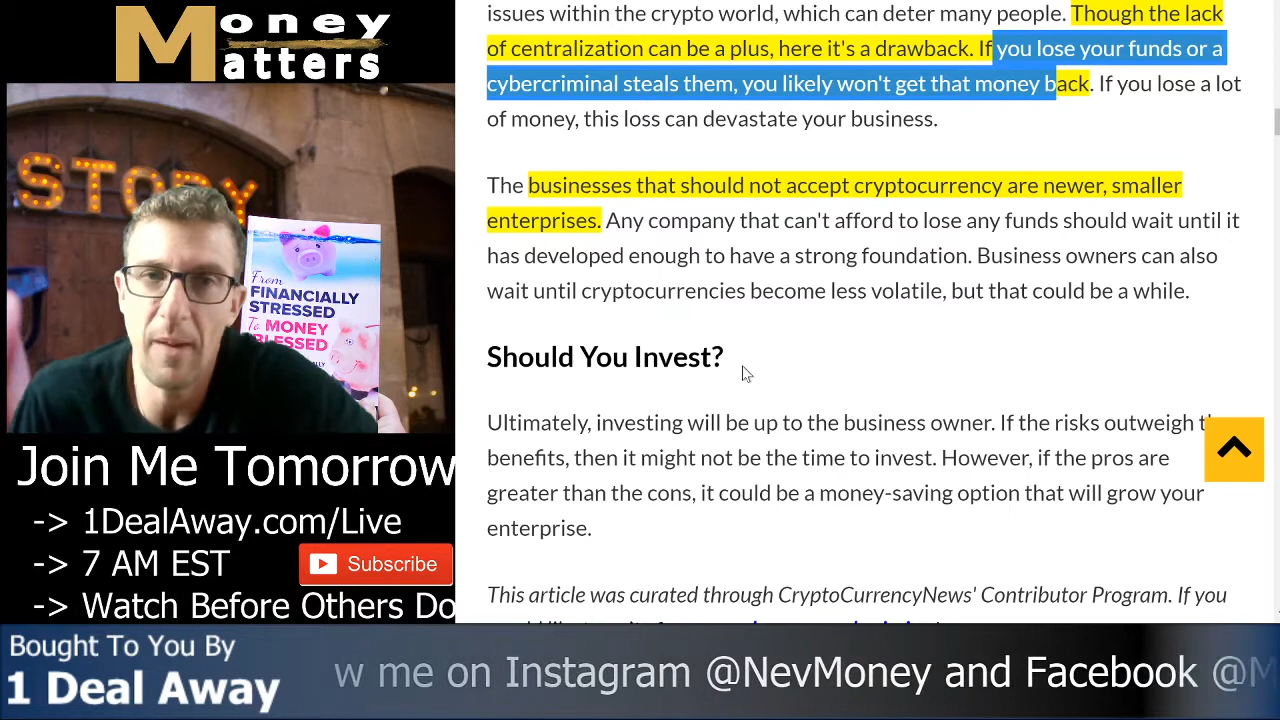 Money
Matters
STORY
From
FINANCIALLY
STRESSED
To MONEY
BLESSED
Join Me Tomorrow
-> 1DealAway.com/Live
-> 7 AM EST
Subscribe
-> Watch Before Others Do
issues within the crypto world, which can deter many people. Though the lack
of centralization can be a plus, here it's a drawback. If you lose your funds or a
cybercriminal steals them, you likely won't get that money back. If you lose a lot
of money, this loss can devastate your business.
The businesses that should not accept cryptocurrency are newer, smaller
enterprises. Any company that can't afford to lose any funds should wait until it
has developed enough to have a strong foundation. Business owners can also
wait until cryptocurrencies become less volatile, but that could be a while.
Should You Invest?
Ultimately, investing will be up to the business owner. If the risks outweigh
benefits, then it might not be the time to invest. However, if the pros are
greater than the cons, it could be a money-saving option that will grow your
enterprise.
This article was curated through CryptoCurrencyNews' Contributor Program. If you
Bought To You By
1 Deal Away
w me on Instagram @NevMoney and Facebook @M